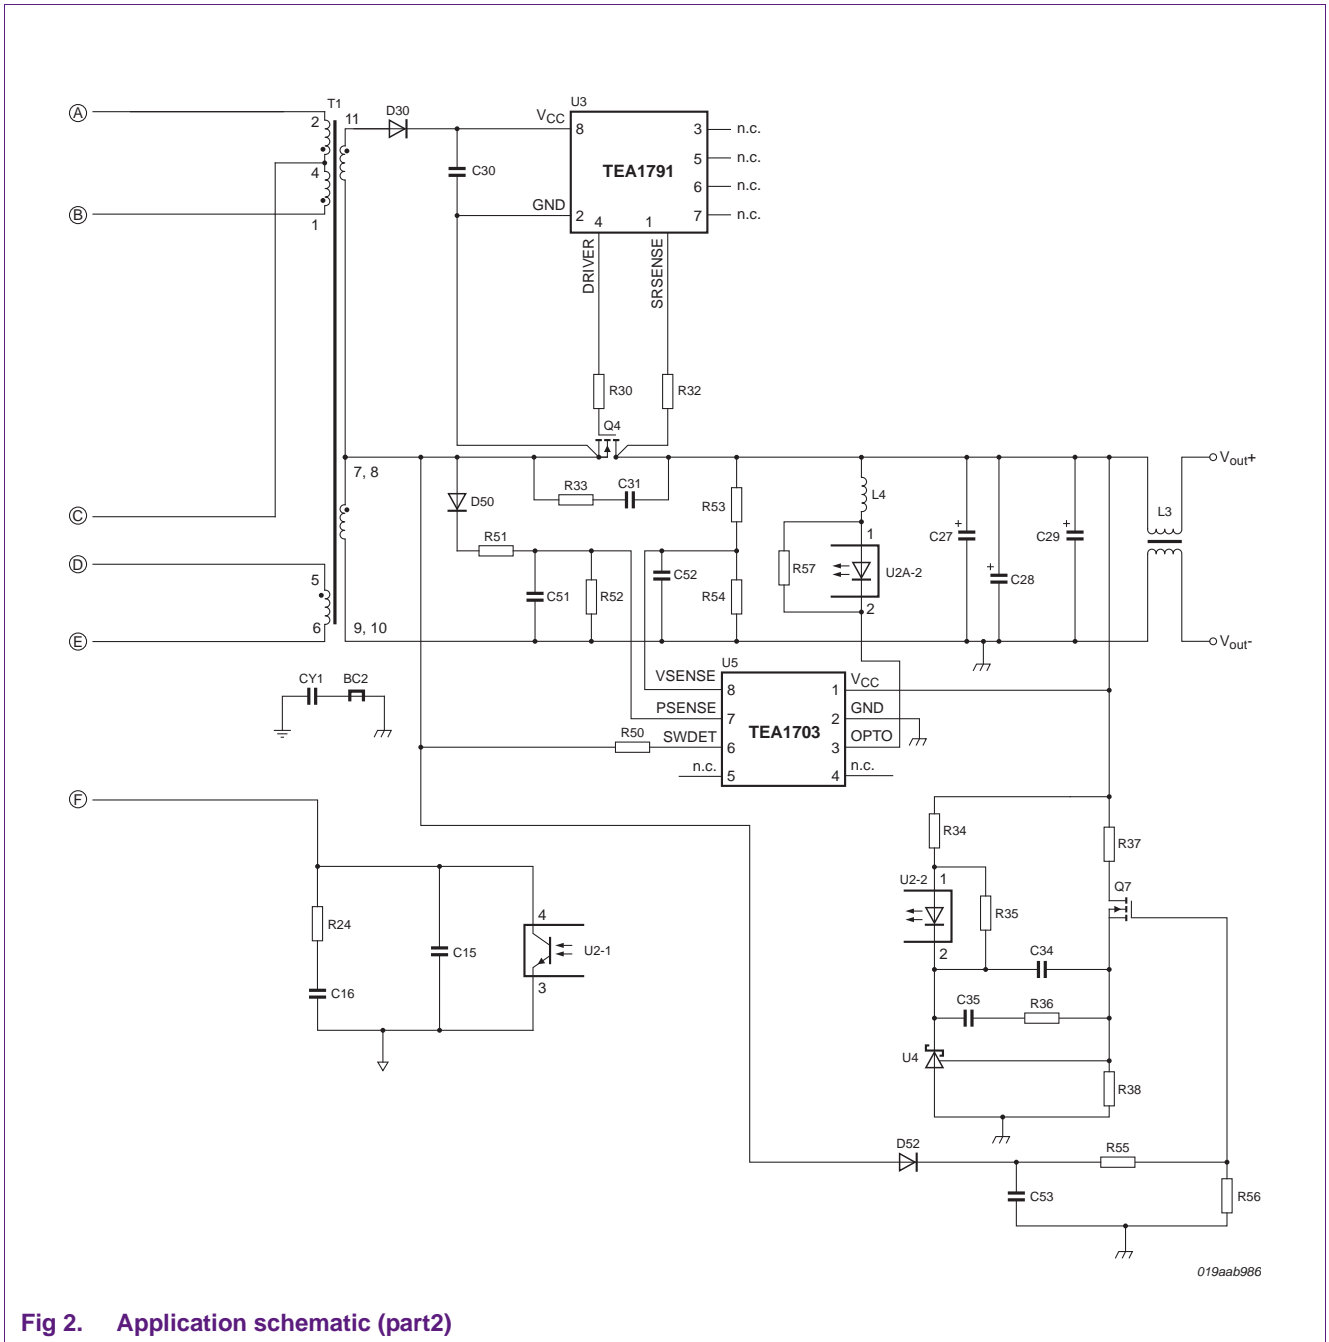 T1
U3
A
2
11
D30
VCC
8
3
n.c.
5
n.c.
TEA1791
C30
4
6
n.c.
GND
2
4
1
7
n.c.
B
1
DRIVER
SRSENSE
R30
R32
Q4
7, 8
Vout+
R33
C31
L4
D50
R53
L3
C
R51
1
C27
+
C28
+
C29
+
D
R57
U2A-2
C52
5
C51
R52
R54
2
6
9, 10
E
Vout-
U5
CY1
BC2
VSENSE
8
1
VCC
PSENSE
7
2
GND
TEA1703
R50
SWDET
6
3
OPTO
n.c.
5
4
n.c.
F
R34
R37
U2-2
1
Q7
R24
4
R35
C15
U2-1
2
C34
3
C16
C35
R36
U4
R38
D52
R55
C53
R56
019aab986
Fig 2. Application schematic (part2)